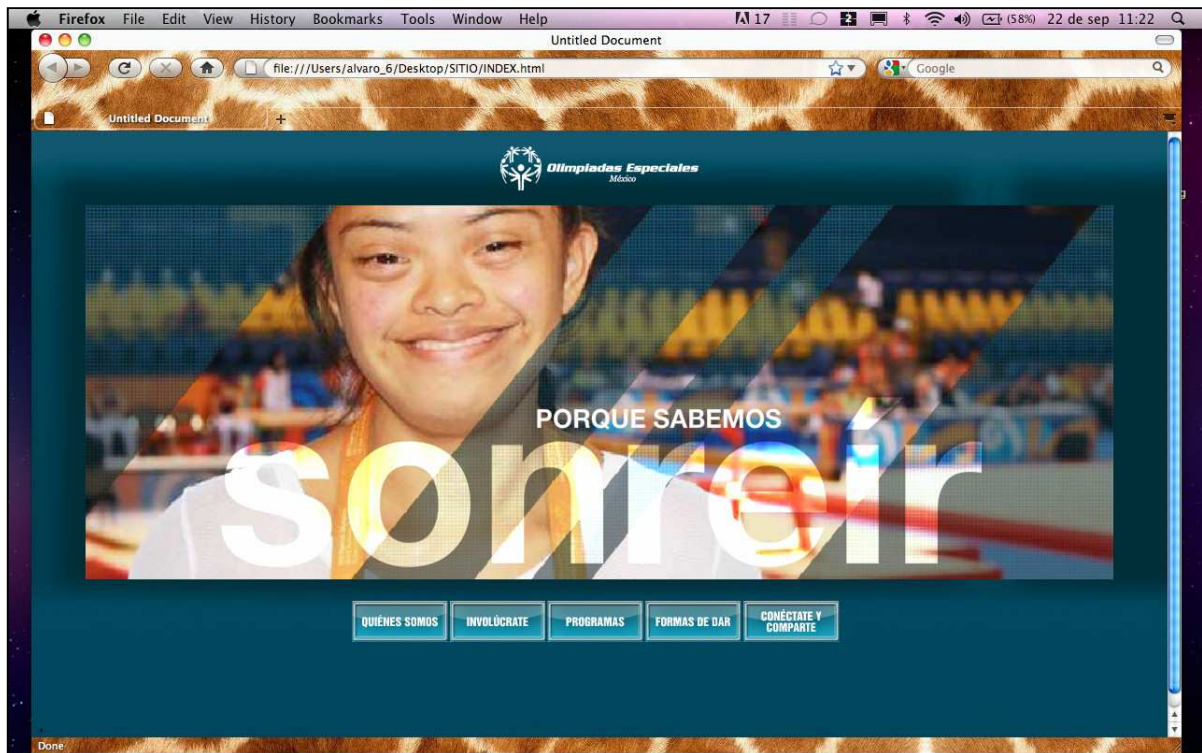 Firefox File Edit View History Bookmarks Tools Window Help 17 2 (58%) 22 de sep 11:22
Untitled Document
file:///Users/alvaro_6/Desktop/SITIO/INDEX.html Google
Untitled Document +
Olimpiadas Especiales
México
PORQUE SABEMOS
sonreír
QUIÉNES SOMOS INVOLÚCRATE PROGRAMAS FORMAS DE DAR CONÉCTATE Y COMPARTE
Done